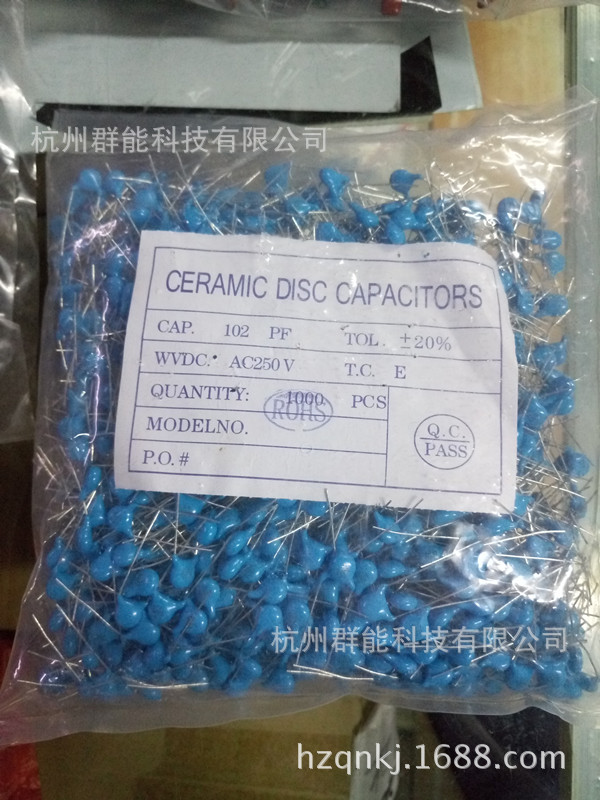 杭州群能科技有限公司
CERAMIC DISC CAPACITORS
CAP. 102 PF TOL. ±20%
WVDC. AC250V T.C. E
QUANTITY: 1000. PCS
ROHS
MODELNO.
Q.C.
PASS
P.O.#
杭州群能科技有限公司
hzqnkj.1688.com